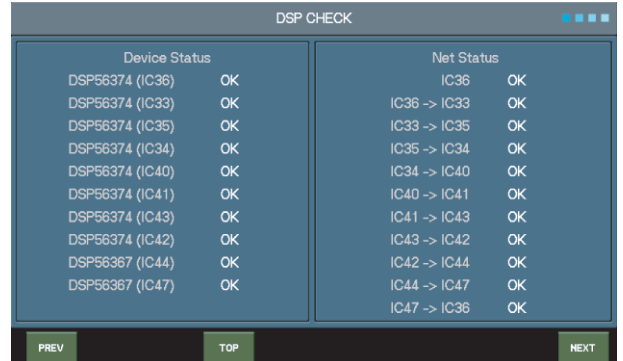 DSP CHECK
Device Status
DSP56374 (IC36) OK
DSP56374 (IC33) OK
DSP56374 (IC35) OK
DSP56374 (IC34) OK
DSP56374 (IC40) OK
DSP56374 (IC41) OK
DSP56374 (IC43) OK
DSP56374 (IC42) OK
DSP56367 (IC44) OK
DSP56367 (IC47) OK
Net Status
IC36 OK
IC36 -> IC33 OK
IC33 -> IC35 OK
IC35 -> IC34 OK
IC34 -> IC40 OK
IC40 -> IC41 OK
IC41 -> IC43 OK
IC43 -> IC42 OK
IC42 -> IC44 OK
IC44 -> IC47 OK
IC47 -> IC36 OK
PREV TOP NEXT